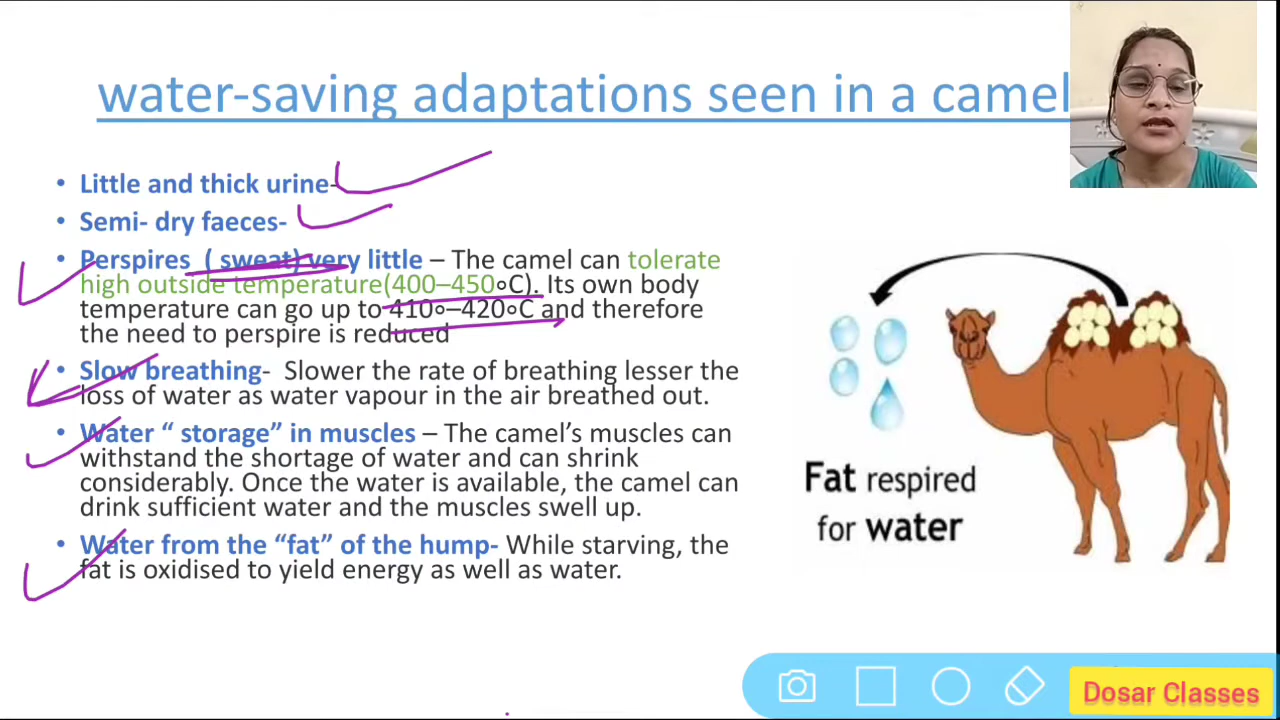 water-saving adaptations seen in a camel
• Little and thick urine-
• Semi- dry faeces-
• Perspires ( sweat) very little – The camel can tolerate
high outside temperature(400–450∘C). Its own body
temperature can go up to 410∘–420∘C and therefore
the need to perspire is reduced
• Slow breathing- Slower the rate of breathing lesser the
loss of water as water vapour in the air breathed out.
• Water “ storage” in muscles – The camel’s muscles can
withstand the shortage of water and can shrink
considerably. Once the water is available, the camel can
drink sufficient water and the muscles swell up.
• Water from the “fat” of the hump- While starving, the
fat is oxidised to yield energy as well as water.
Fat respired
for water
Dosar Classes